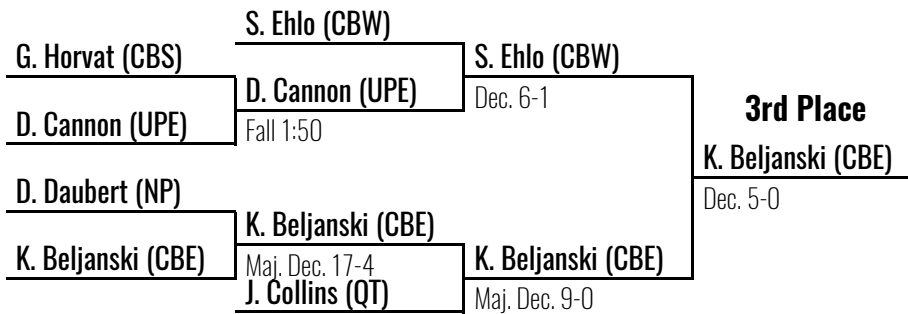 S. Ehlo (CBW)
G. Horvat (CBS)
S. Ehlo (CBW)
D. Cannon (UPE)
Dec. 6-1
3rd Place
D. Cannon (UPE)
Fall 1:50
K. Beljanski (CBE)
D. Daubert (NP)
Dec. 5-0
K. Beljanski (CBE)
K. Beljanski (CBE)
Maj. Dec. 17-4
K. Beljanski (CBE)
J. Collins (QT)
Maj. Dec. 9-0